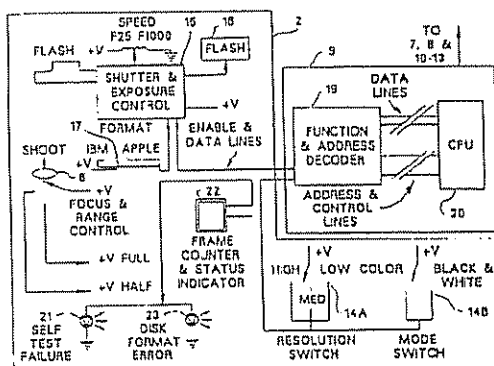 SPEED
F25 F1000
FLASH
+V
16
18
FLASH
2
9
TO
7, 8 &
10-13
SHUTTER &
EXPOSURE
CONTROL
+V
19
DATA
LINES
FUNCTION
& ADDRESS
DECODER
CPU
17
FORMAT
IBM APPLE
+V
ENABLE &
DATA LINES
SHOOT
6
+V
FOCUS &
RANGE CONTROL
22
ADDRESS
& CONTROL
LINES
20
FRAME
COUNTER
& STATUS
INDICATOR
+V FULL
+V HALF
+V
+V
HIGH LOW COLOR
MED
14A
BLACK &
WHITE
14B
21
SELF
TEST
FAILURE
23
DISK
FORMAT
ERROR
RESOLUTION
SWITCH
MODE
SWITCH